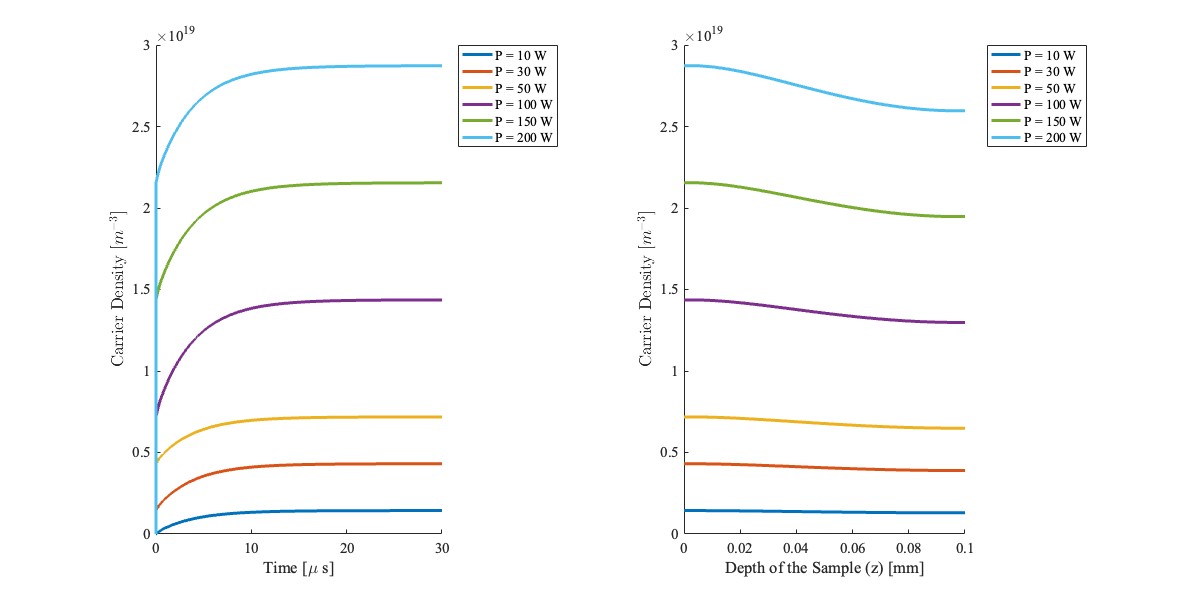 ×10^19
3
2.5
2
1.5
1
0.5
0
Carrier Density [m^−3]
0 10 20 30
Time [μ s]
P = 10 W
P = 30 W
P = 50 W
P = 100 W
P = 150 W
P = 200 W
×10^19
3
2.5
2
1.5
1
0.5
0
Carrier Density [m^−3]
0 0.02 0.04 0.06 0.08 0.1
Depth of the Sample (z) [mm]
P = 10 W
P = 30 W
P = 50 W
P = 100 W
P = 150 W
P = 200 W